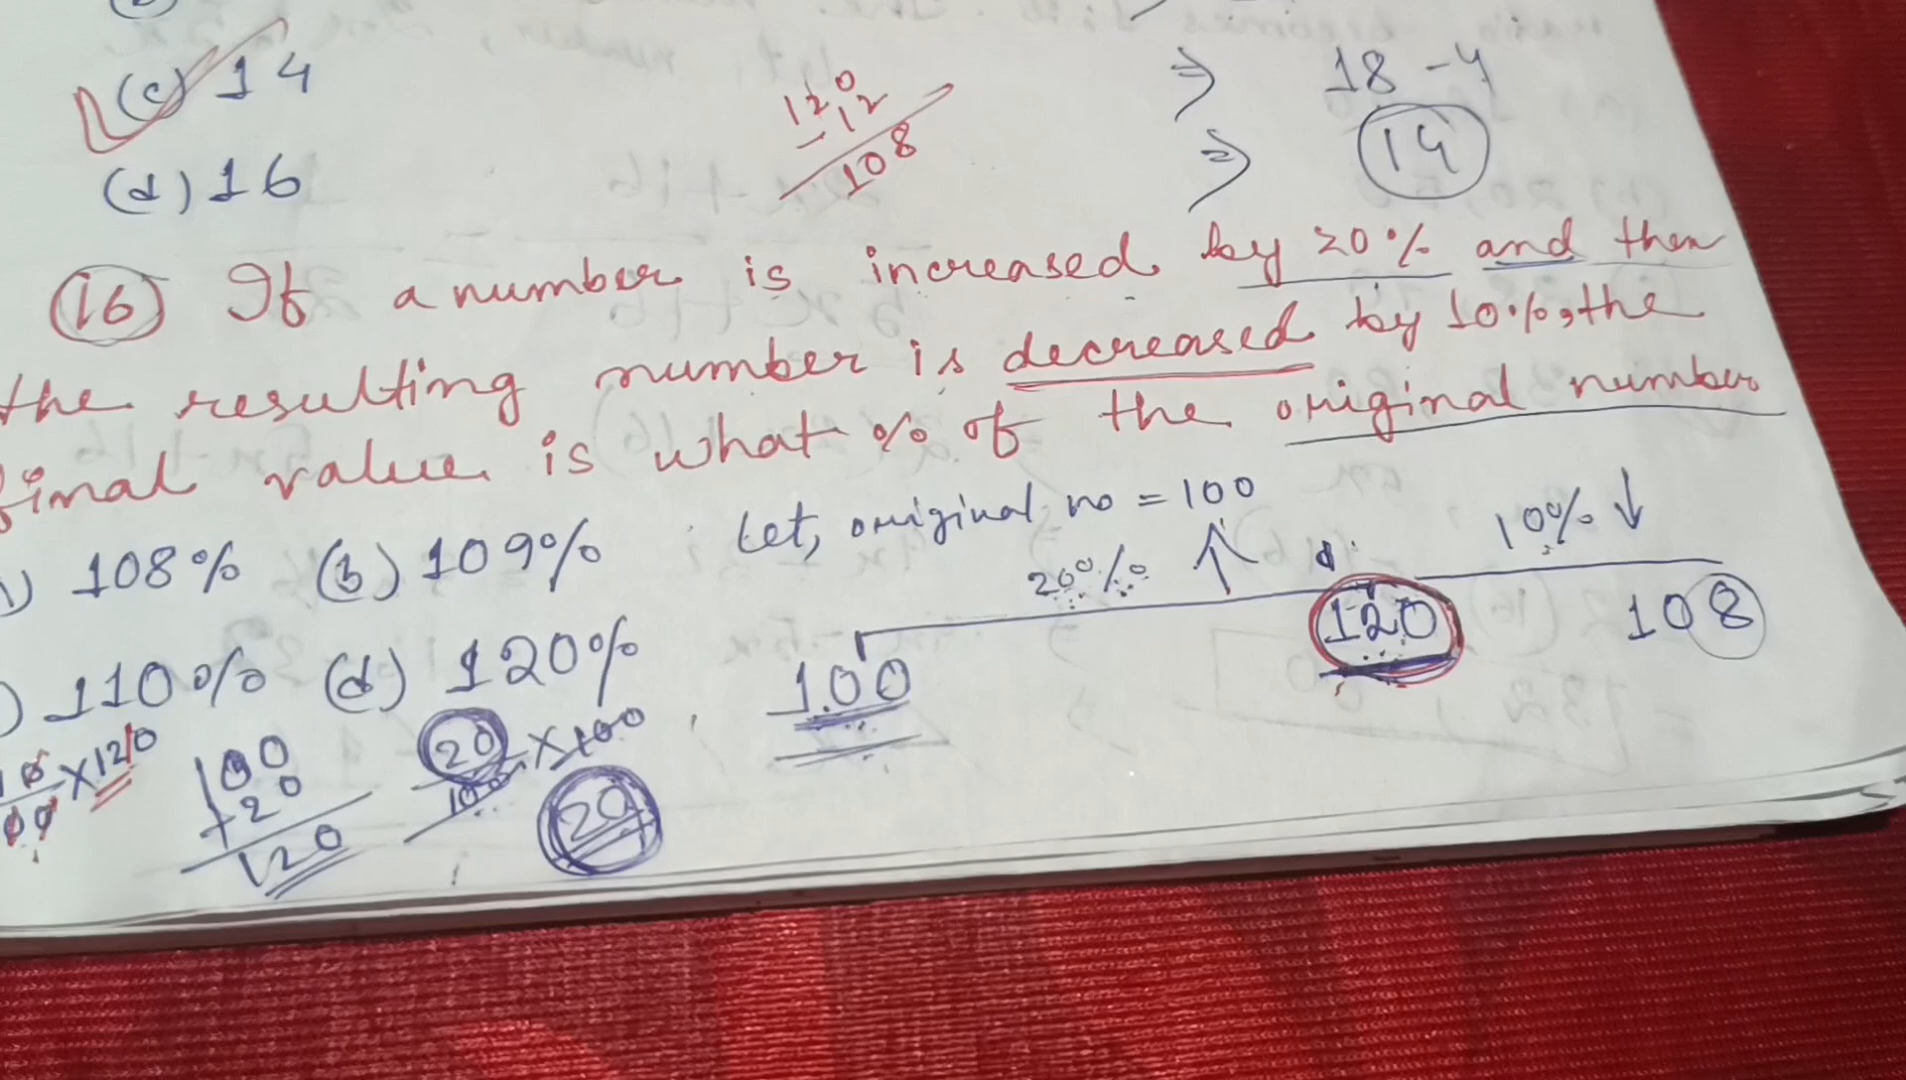 (c) 14
(d) 16
120
-12
108
⇒ 18-4
⇒ 14
(16) If a number is increased by 20% and then
the resulting number is decreased by 10%, the
final value is what % of the original number
108% (b) 109%
110% (d) 120%
Let, original no = 100
20% ↑
10% ↓
100
120
108
×120
100
+20
120
20/100 × 100
20